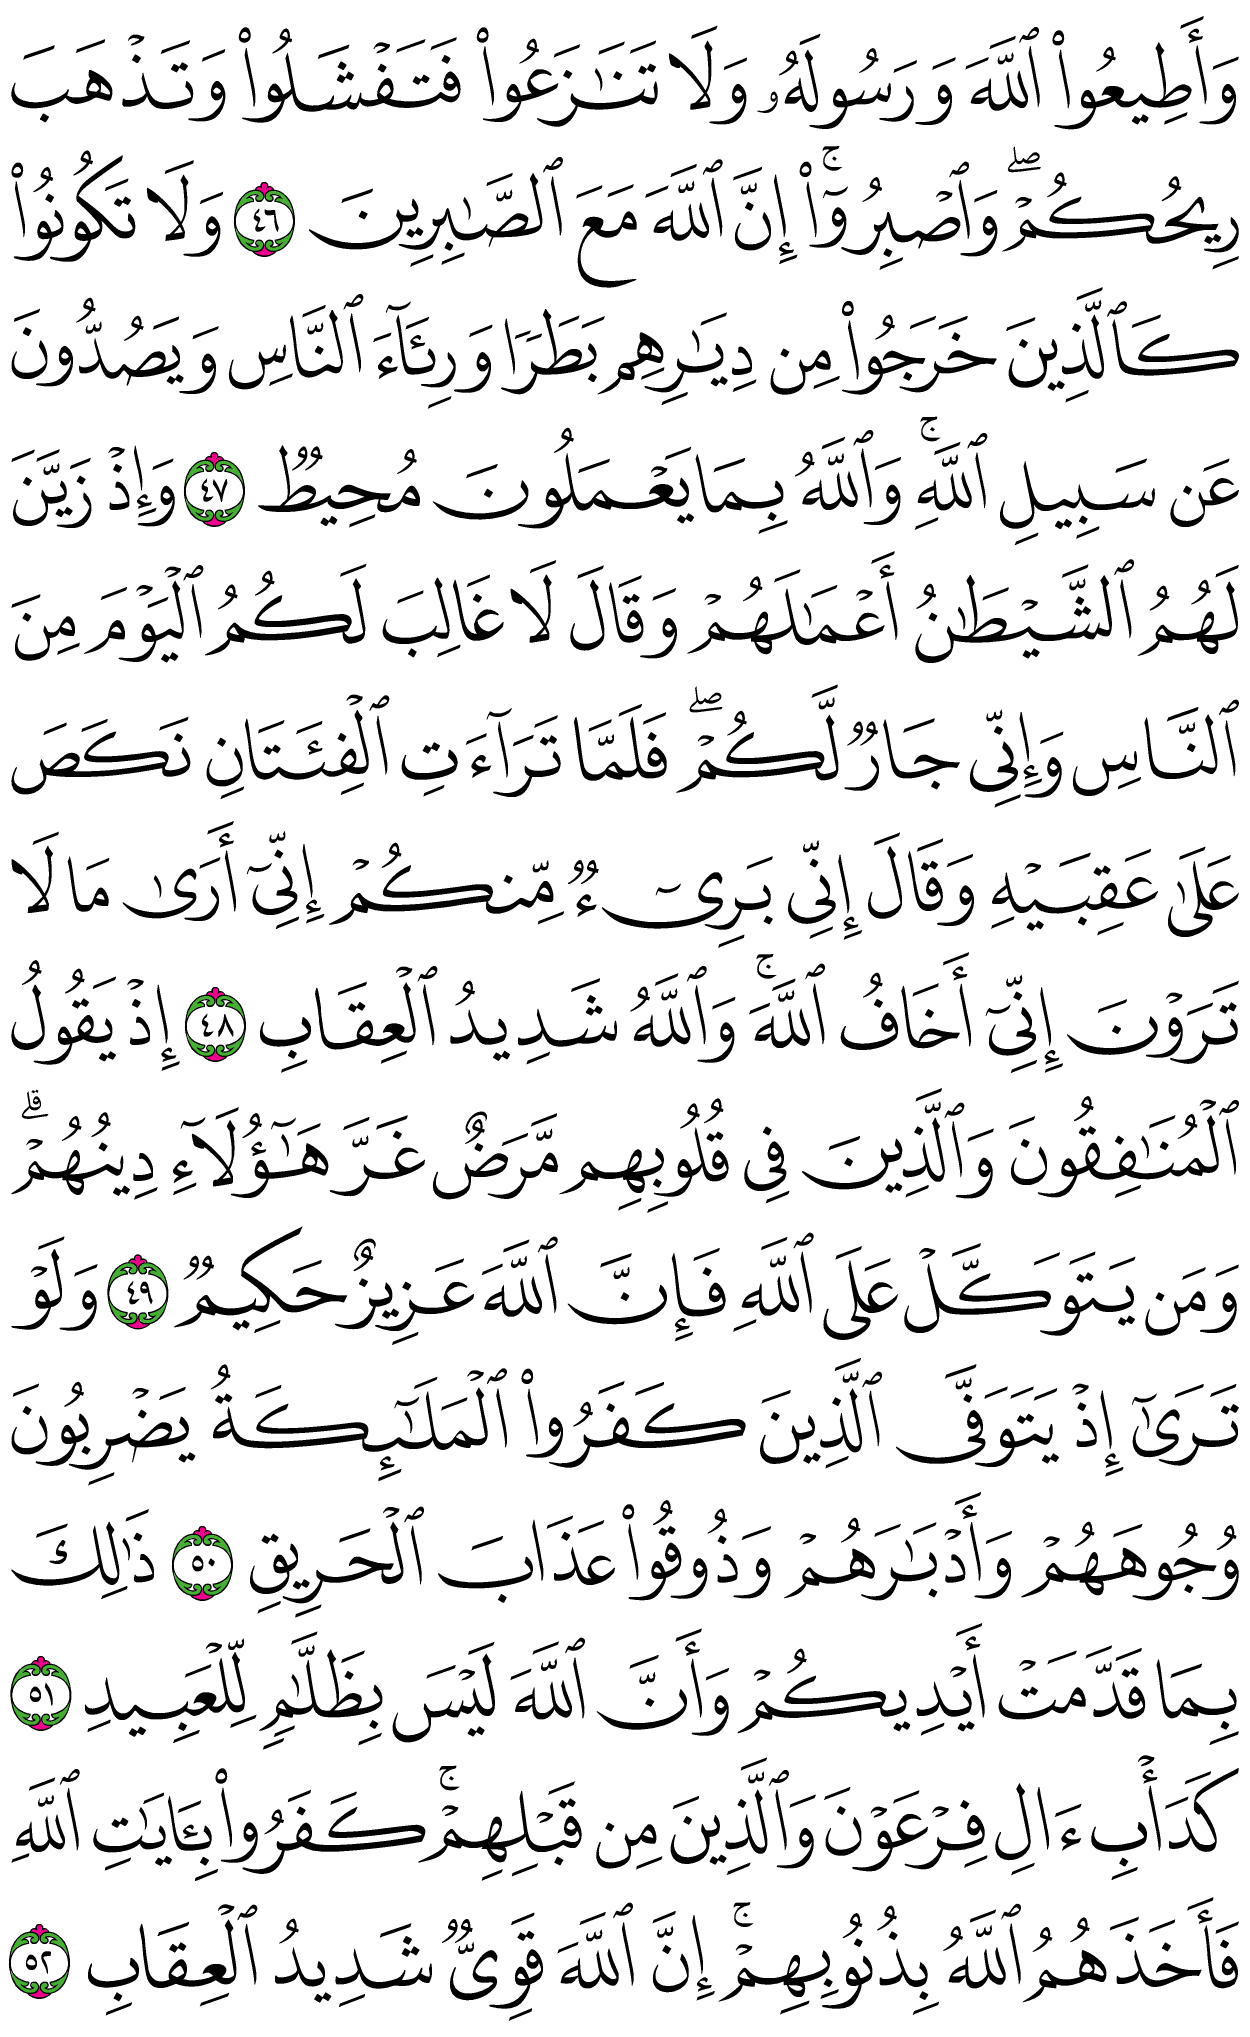 وَأَطِيعُوا۟ ٱللَّهَ وَرَسُولَهُۥ وَلَا تَنَٰزَعُوا۟ فَتَفْشَلُوا۟ وَتَذْهَبَ
رِيحُكُمْ ۖ وَٱصْبِرُوٓا۟ ۚ إِنَّ ٱللَّهَ مَعَ ٱلصَّٰبِرِينَ ٤٦ وَلَا تَكُونُوا۟
كَٱلَّذِينَ خَرَجُوا۟ مِن دِيَٰرِهِم بَطَرًا وَرِئَآءَ ٱلنَّاسِ وَيَصُدُّونَ
عَن سَبِيلِ ٱللَّهِ ۚ وَٱللَّهُ بِمَا يَعْمَلُونَ مُحِيطٌ ٤٧ وَإِذْ زَيَّنَ
لَهُمُ ٱلشَّيْطَٰنُ أَعْمَٰلَهُمْ وَقَالَ لَا غَالِبَ لَكُمُ ٱلْيَوْمَ مِنَ
ٱلنَّاسِ وَإِنِّى جَارٌ لَّكُمْ ۖ فَلَمَّا تَرَآءَتِ ٱلْفِئَتَانِ نَكَصَ
عَلَىٰ عَقِبَيْهِ وَقَالَ إِنِّى بَرِىٓءٌ مِّنكُمْ إِنِّىٓ أَرَىٰ مَا لَا
تَرَوْنَ إِنِّىٓ أَخَافُ ٱللَّهَ ۚ وَٱللَّهُ شَدِيدُ ٱلْعِقَابِ ٤٨ إِذْ يَقُولُ
ٱلْمُنَٰفِقُونَ وَٱلَّذِينَ فِى قُلُوبِهِم مَّرَضٌ غَرَّ هَٰٓؤُلَآءِ دِينُهُمْ ۗ
وَمَن يَتَوَكَّلْ عَلَى ٱللَّهِ فَإِنَّ ٱللَّهَ عَزِيزٌ حَكِيمٌ ٤٩ وَلَوْ
تَرَىٰٓ إِذْ يَتَوَفَّى ٱلَّذِينَ كَفَرُوا۟ ٱلْمَلَٰٓئِكَةُ يَضْرِبُونَ
وُجُوهَهُمْ وَأَدْبَٰرَهُمْ وَذُوقُوا۟ عَذَابَ ٱلْحَرِيقِ ٥٠ ذَٰلِكَ
بِمَا قَدَّمَتْ أَيْدِيكُمْ وَأَنَّ ٱللَّهَ لَيْسَ بِظَلَّٰمٍ لِّلْعَبِيدِ ٥١
كَدَأْبِ ءَالِ فِرْعَوْنَ وَٱلَّذِينَ مِن قَبْلِهِمْ ۚ كَفَرُوا۟ بِـَٔايَٰتِ ٱللَّهِ
فَأَخَذَهُمُ ٱللَّهُ بِذُنُوبِهِمْ ۚ إِنَّ ٱللَّهَ قَوِىٌّ شَدِيدُ ٱلْعِقَابِ ٥٢